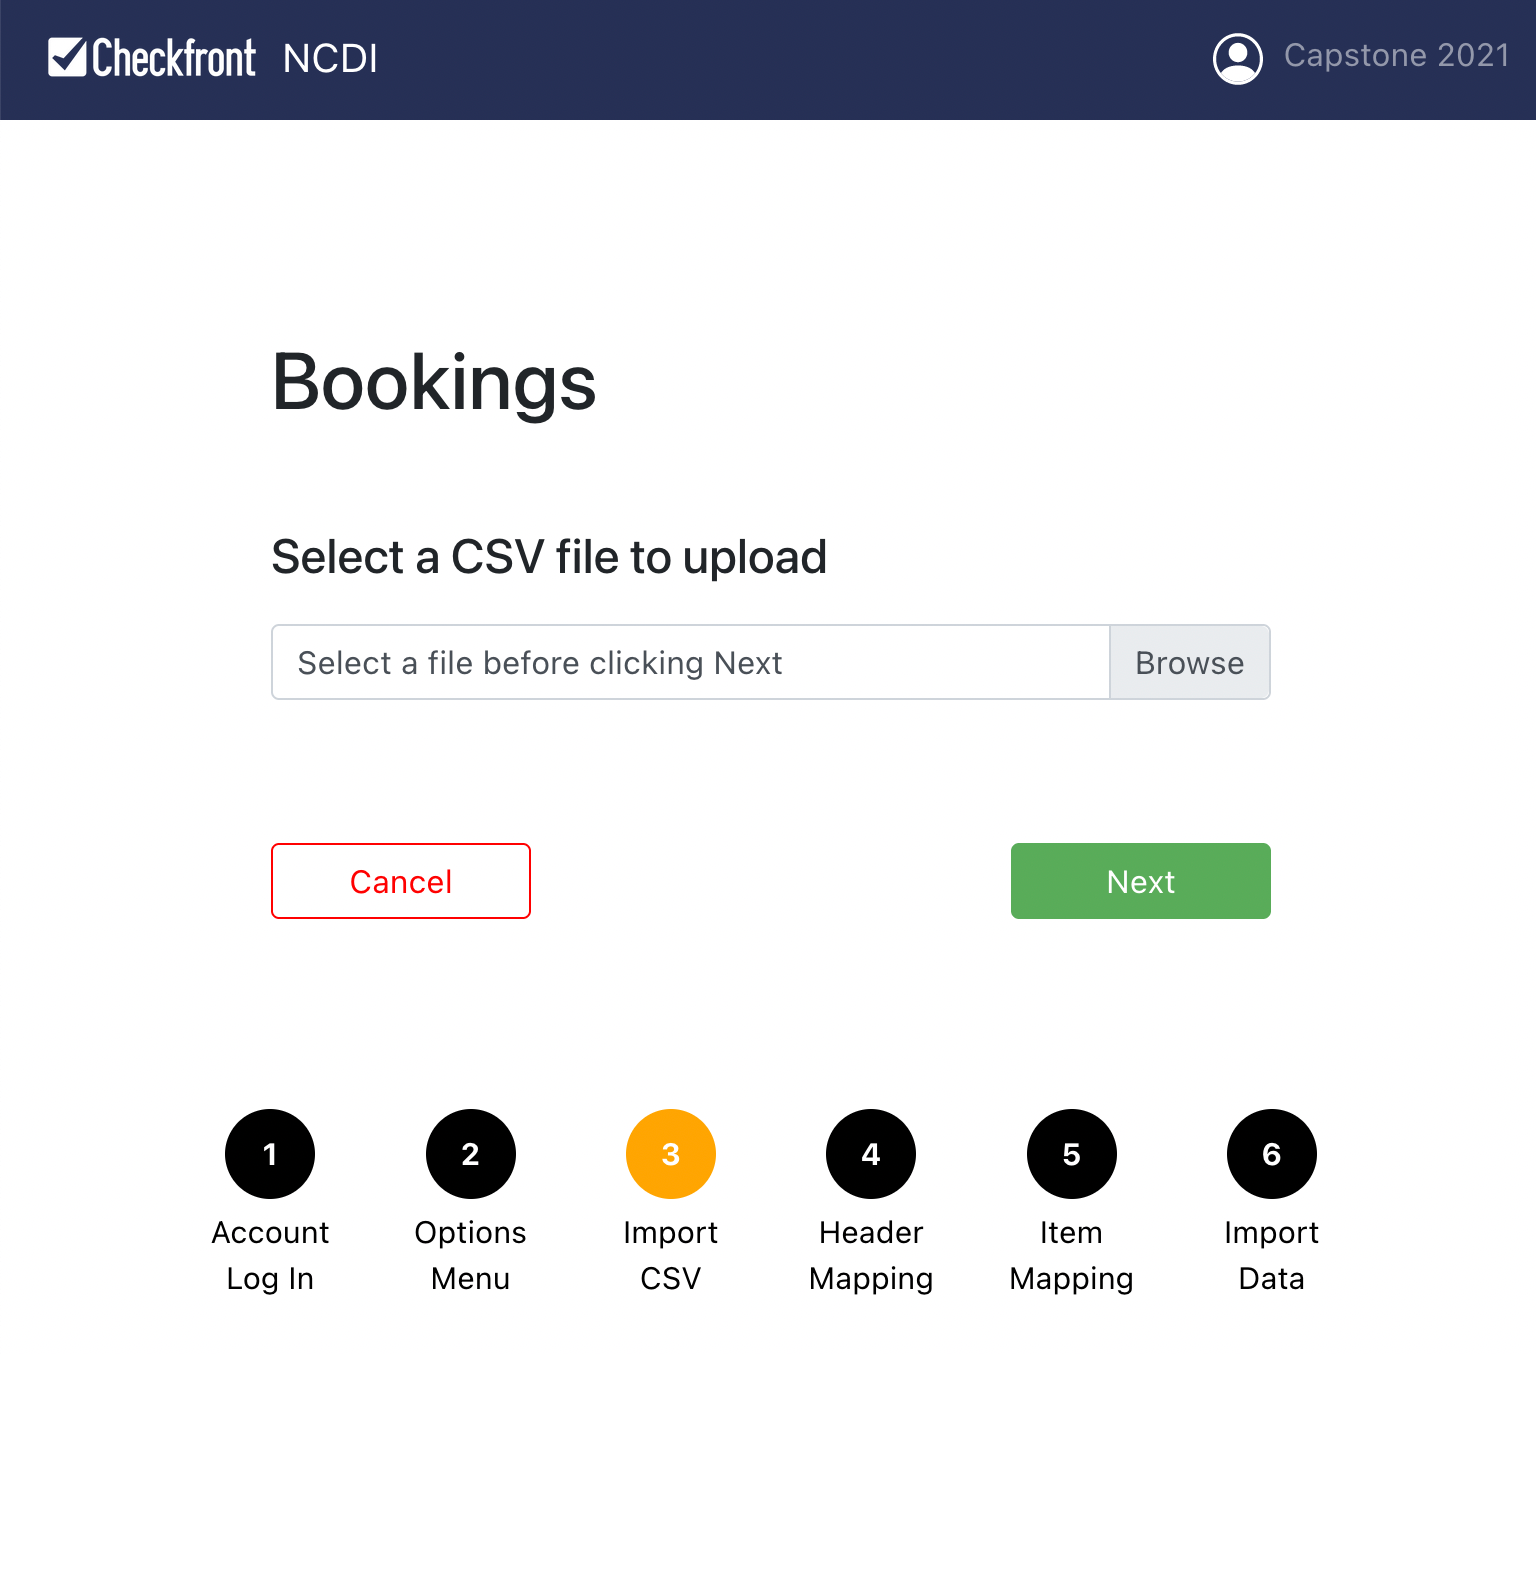 Checkfront NCDI
Capstone 2021
Bookings
Select a CSV file to upload
Select a file before clicking Next
Browse
Cancel
Next
1
Account
Log In
2
Options
Menu
3
Import
CSV
4
Header
Mapping
5
Item
Mapping
6
Import
Data